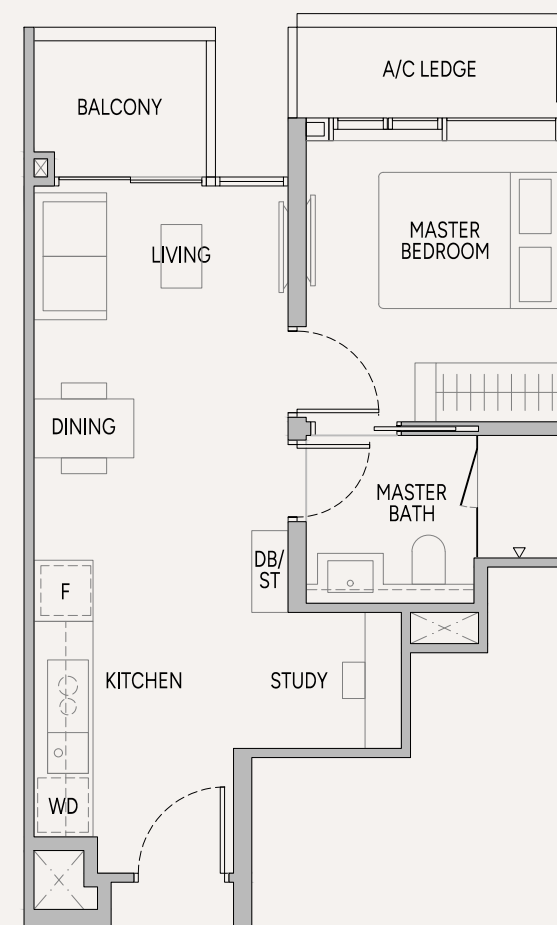 A/C LEDGE
BALCONY
MASTER
BEDROOM
LIVING
DINING
MASTER
BATH
DB/
ST
F
KITCHEN
STUDY
WD